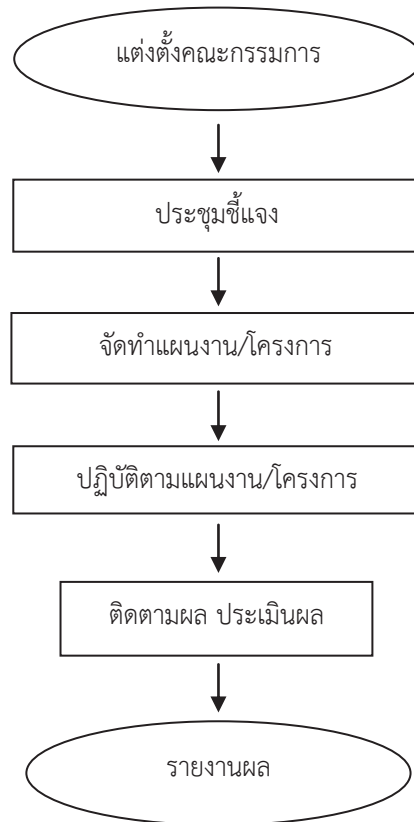 แต่งตั้งคณะกรรมการ
ประชุมชี้แจง
จัดทำแผนงาน/โครงการ
ปฏิบัติตามแผนงาน/โครงการ
ติดตามผล ประเมินผล
รายงานผล